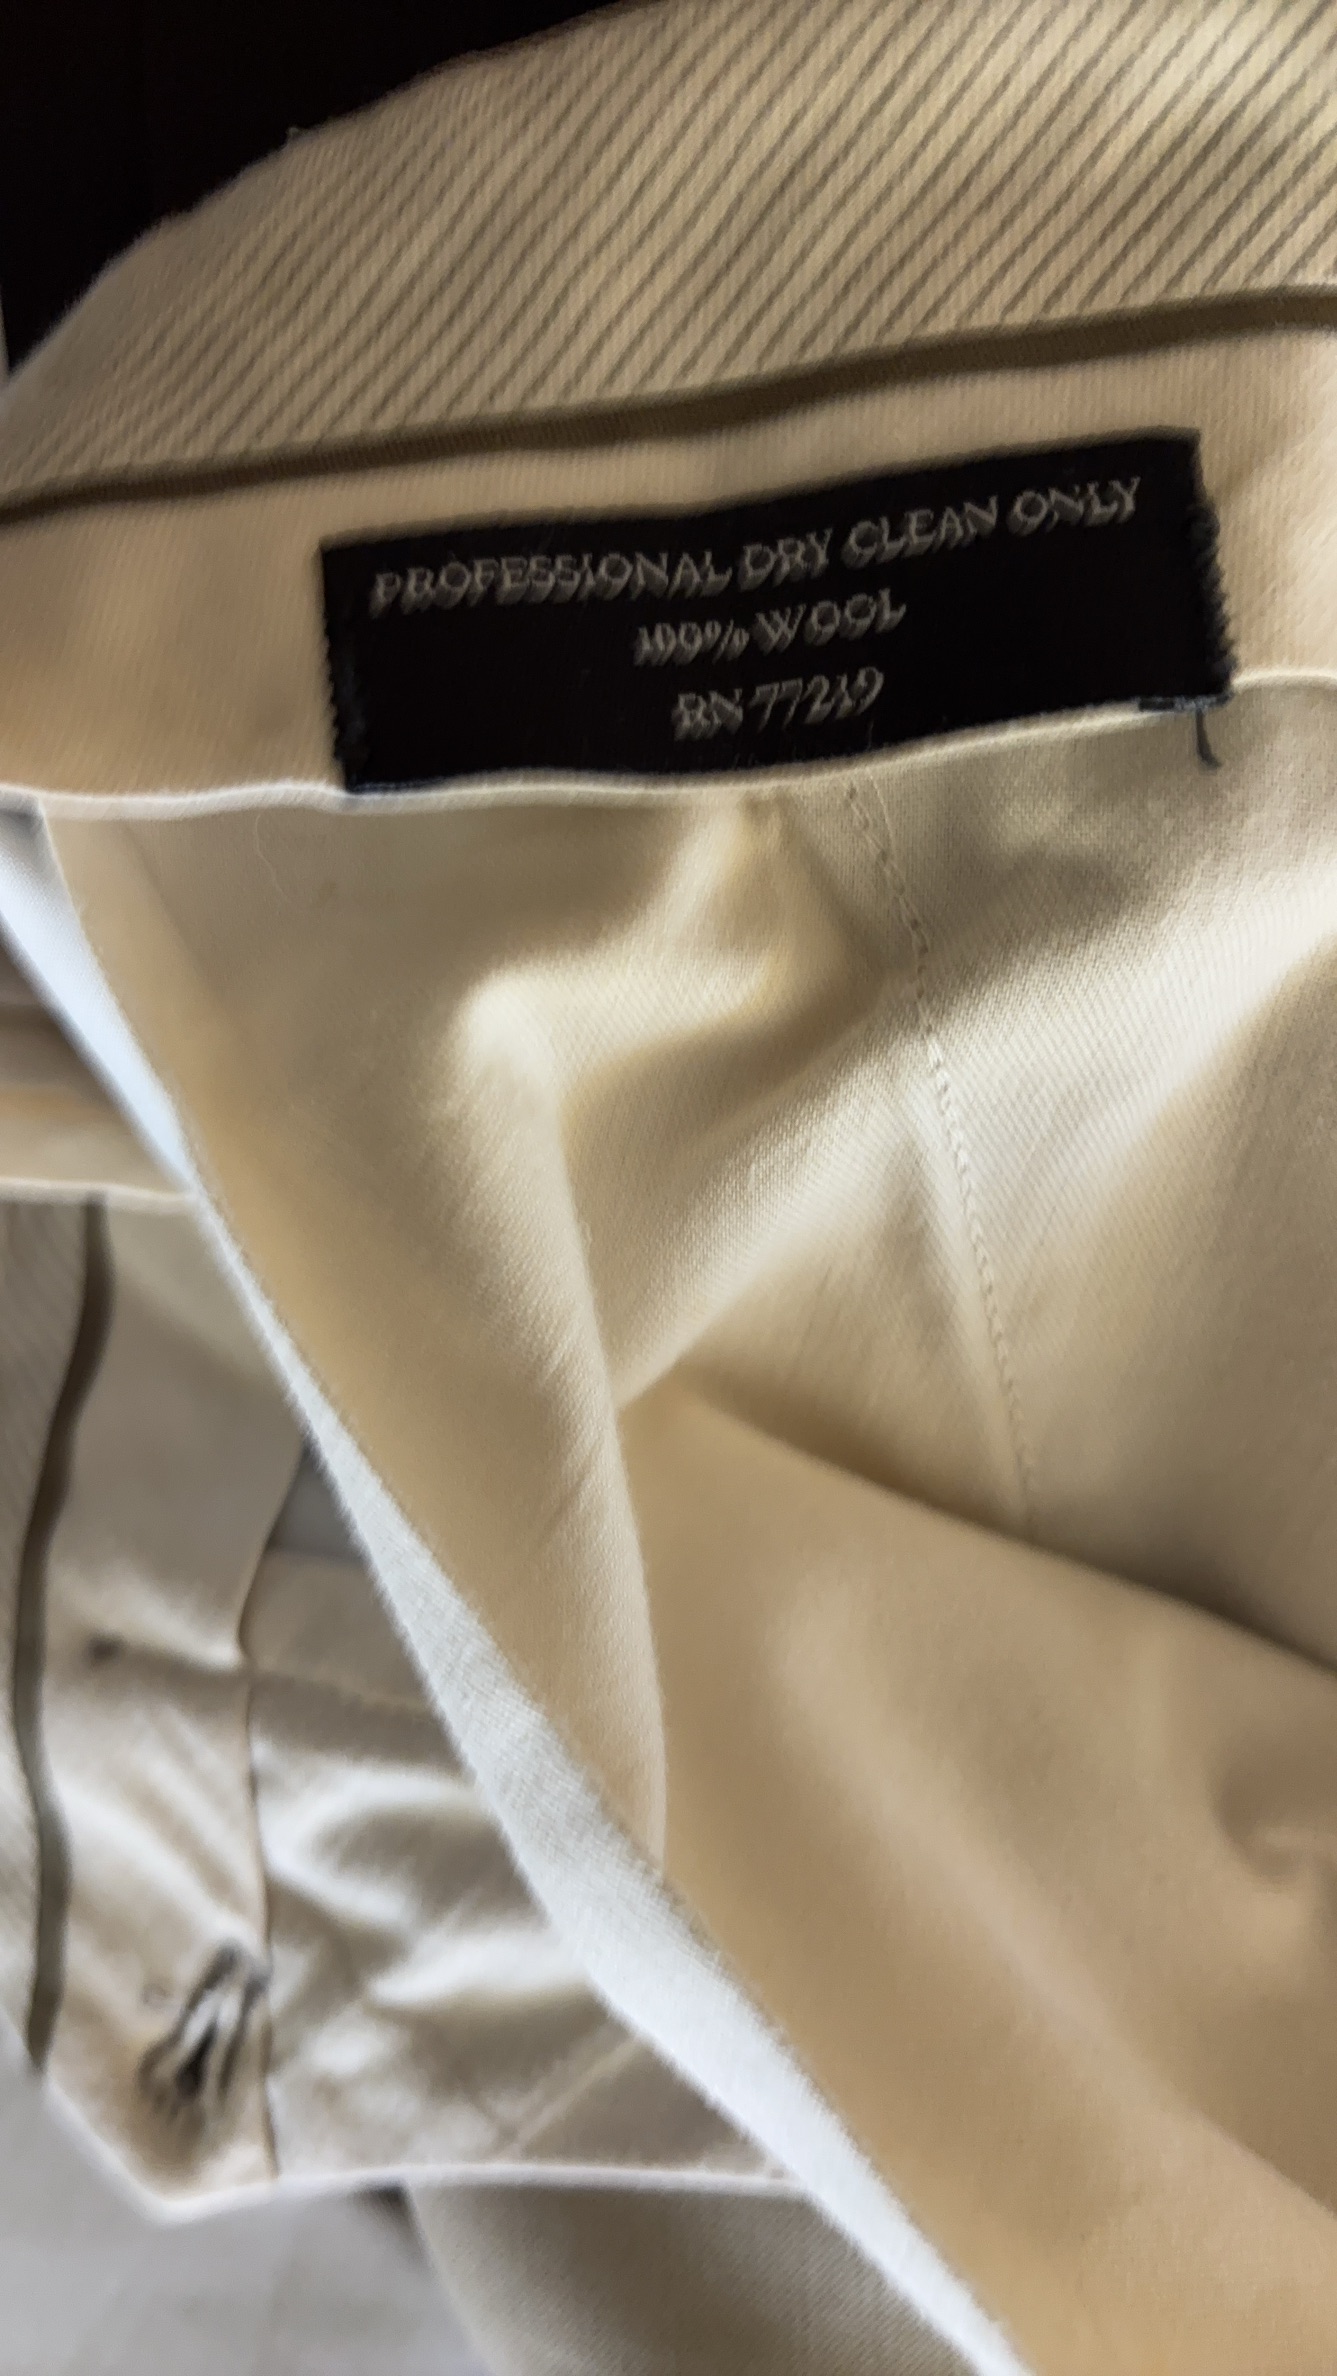 PROFESSIONAL DRY CLEAN ONLY
100% WOOL
RN 77219